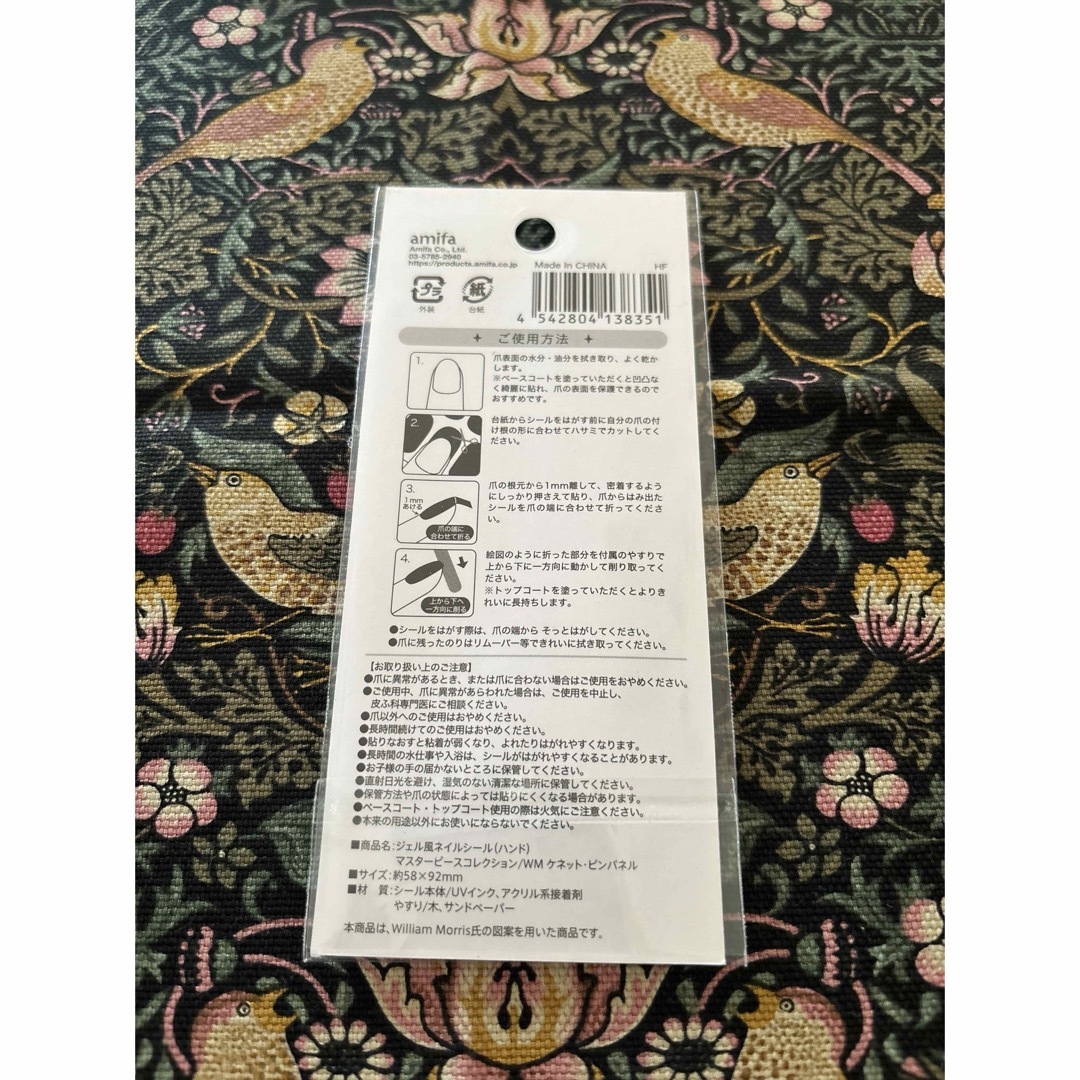 amifa
Amifa Co., Ltd.
03-5785-2940
https://products.amifa.co.jp
Made in CHINA
HF
プラ
外装
紙
台紙
4 542804 138351
ご使用方法
1.
爪表面の水分・油分を拭き取り、よく乾か
します。
※ベースコートを塗っていただくと凹凸な
く綺麗に貼れ、爪の表面を保護できるので
おすすめです。
2.
台紙からシールをはがす前に自分の爪の付
け根の形に合わせてハサミでカットしてく
ださい。
3.
1mm
あける
爪の端に
合わせて折る
爪の根元から1mm離して、密着するよう
にしっかり押さえて貼り、爪からはみ出た
シールを爪の端に合わせて折ってくださ
い。
4.
上から下へ
一方向に削る
絵図のように折った部分を付属のやすりで
上から下に一方向に動かして削り取ってく
ださい。
※トップコートを塗っていただくとよりき
れいに長持ちします。
●シールをはがす際は、爪の端から そっとはがしてください。
●爪に残ったのりはリムーバー等できれいに拭き取ってください。
【お取り扱い上のご注意】
●爪に異常があるとき、または爪に合わない場合はご使用をおやめください。
●ご使用中、爪に異常があらわれた場合は、ご使用を中止し、
皮ふ科専門医にご相談ください。
●爪以外へのご使用はおやめください。
●長時間続けてのご使用はおやめください。
●貼りなおすと粘着が弱くなり、よれたりはがれやすくなります。
●長時間の水仕事や入浴は、シールがはがれやすくなることがあります。
●お子様の手の届かないところに保管してください。
●直射日光を避け、湿気のない清潔な場所に保管してください。
●保管方法や爪の状態によっては貼りにくくなる場合があります。
●ベースコート・トップコート使用の際は火気にご注意ください。
●本来の用途以外にお使いにならないでください。
■商品名：ジェル風ネイルシール（ハンド）
マスターピースコレクション/WM ケネット・ピンパネル
■サイズ：約58×92mm
■材　質：シール本体/UVインク、アクリル系接着剤
やすり/木、サンドペーパー
本商品は、William Morris氏の図案を用いた商品です。